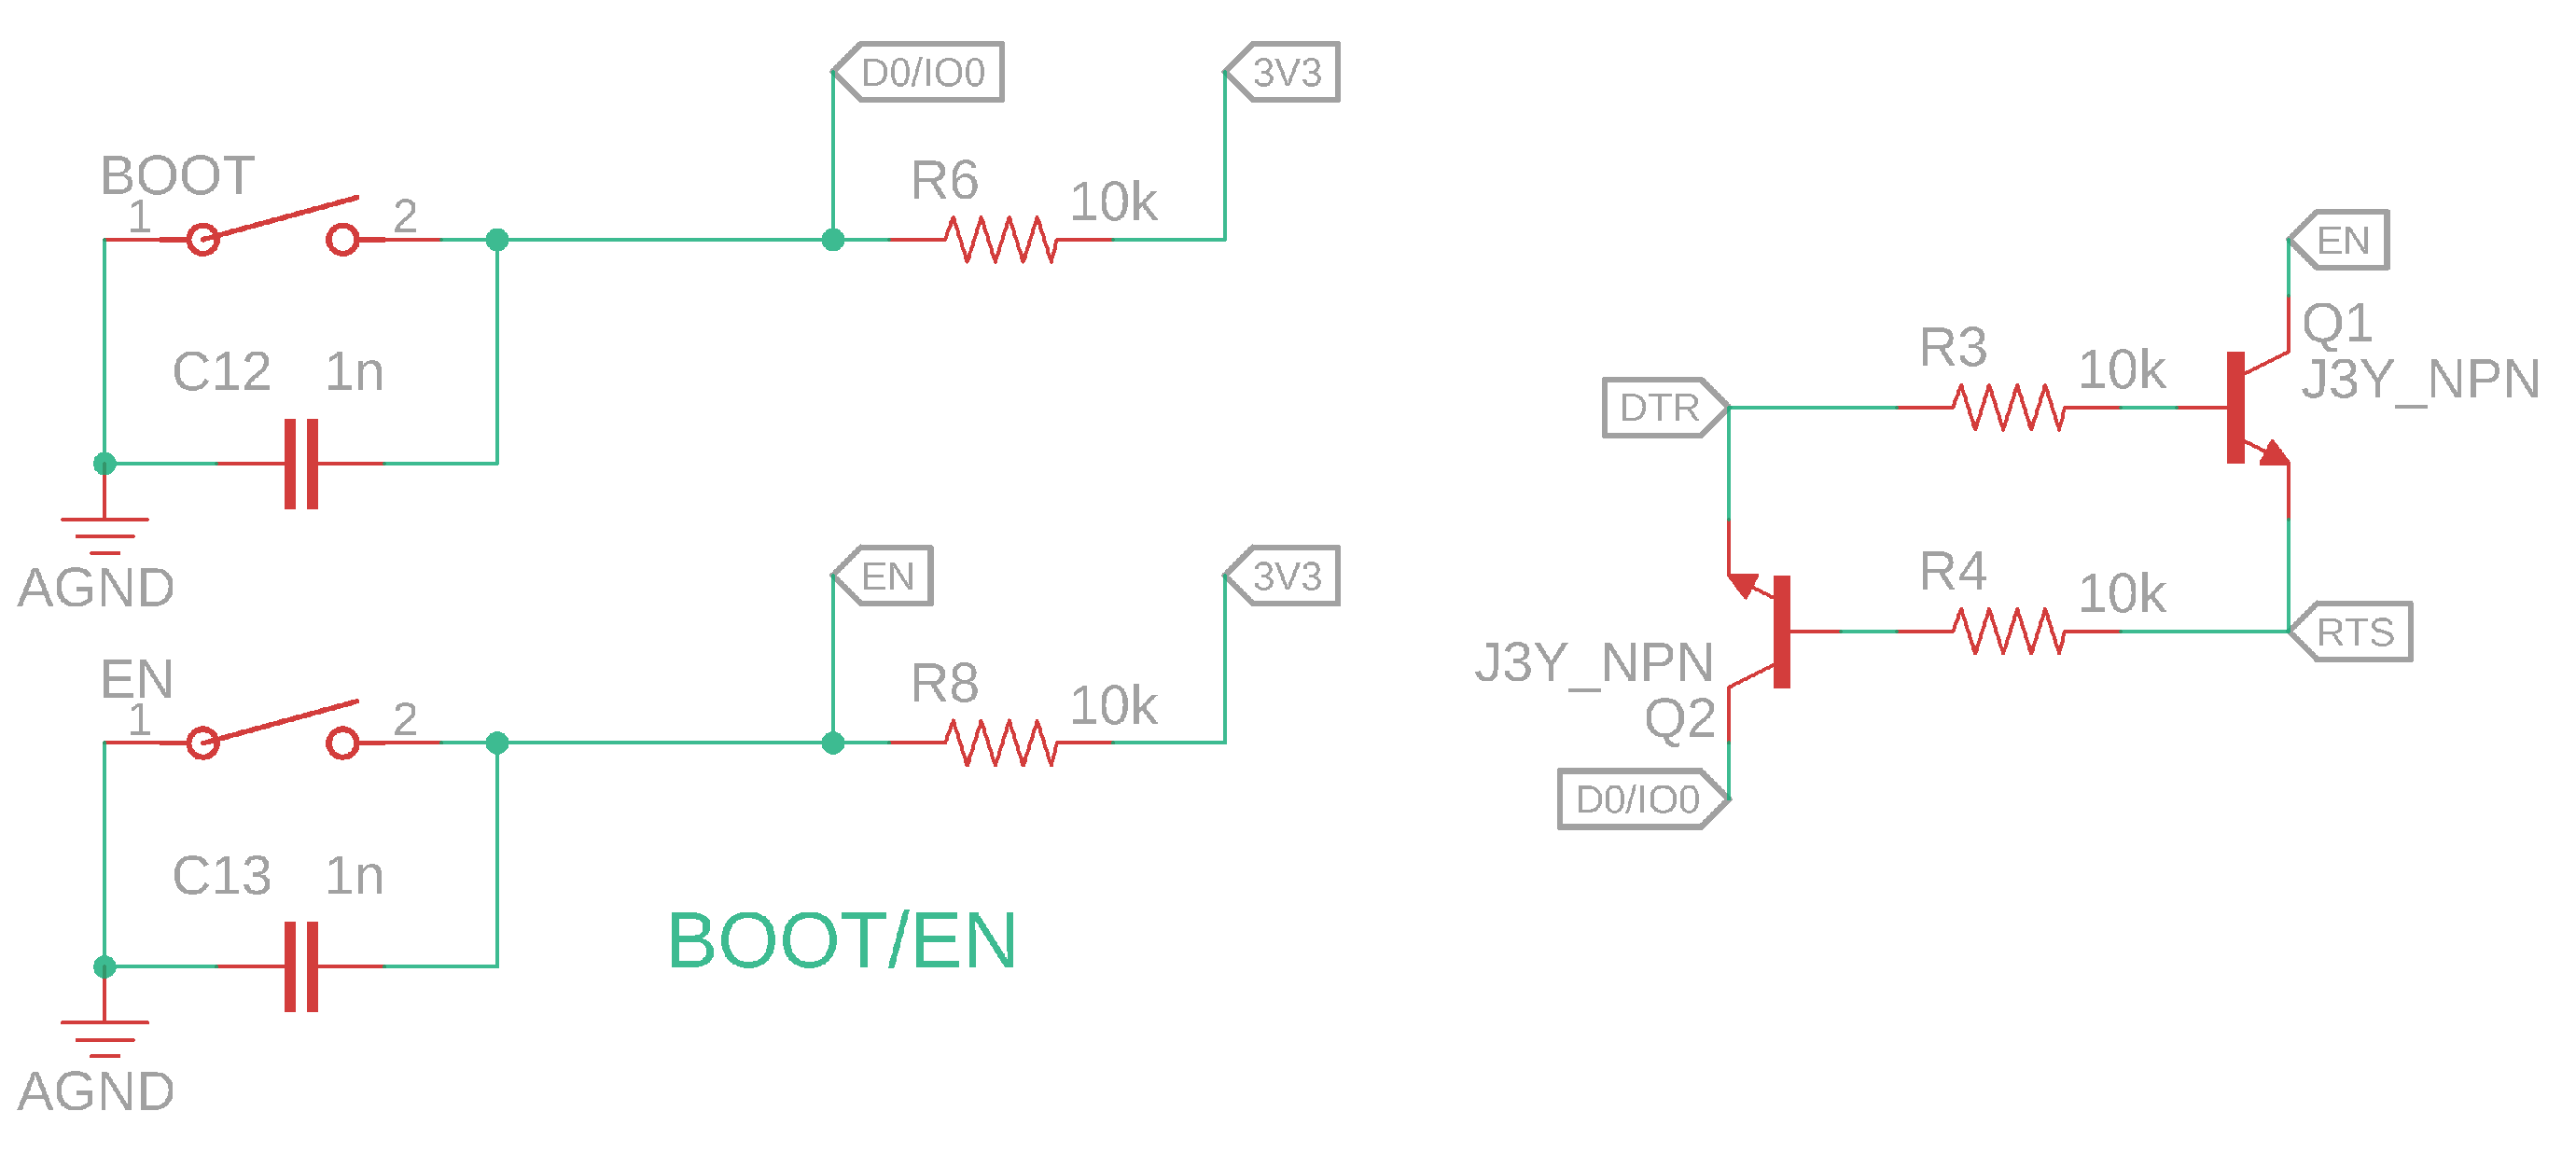 D0/IO0
3V3
BOOT
R6
10k
1
2
C12 1n
AGND
EN
3V3
EN
R8
10k
1
2
C13 1n
AGND
BOOT/EN
EN
Q1
J3Y_NPN
R3
10k
DTR
R4
10k
RTS
J3Y_NPN
Q2
D0/IO0